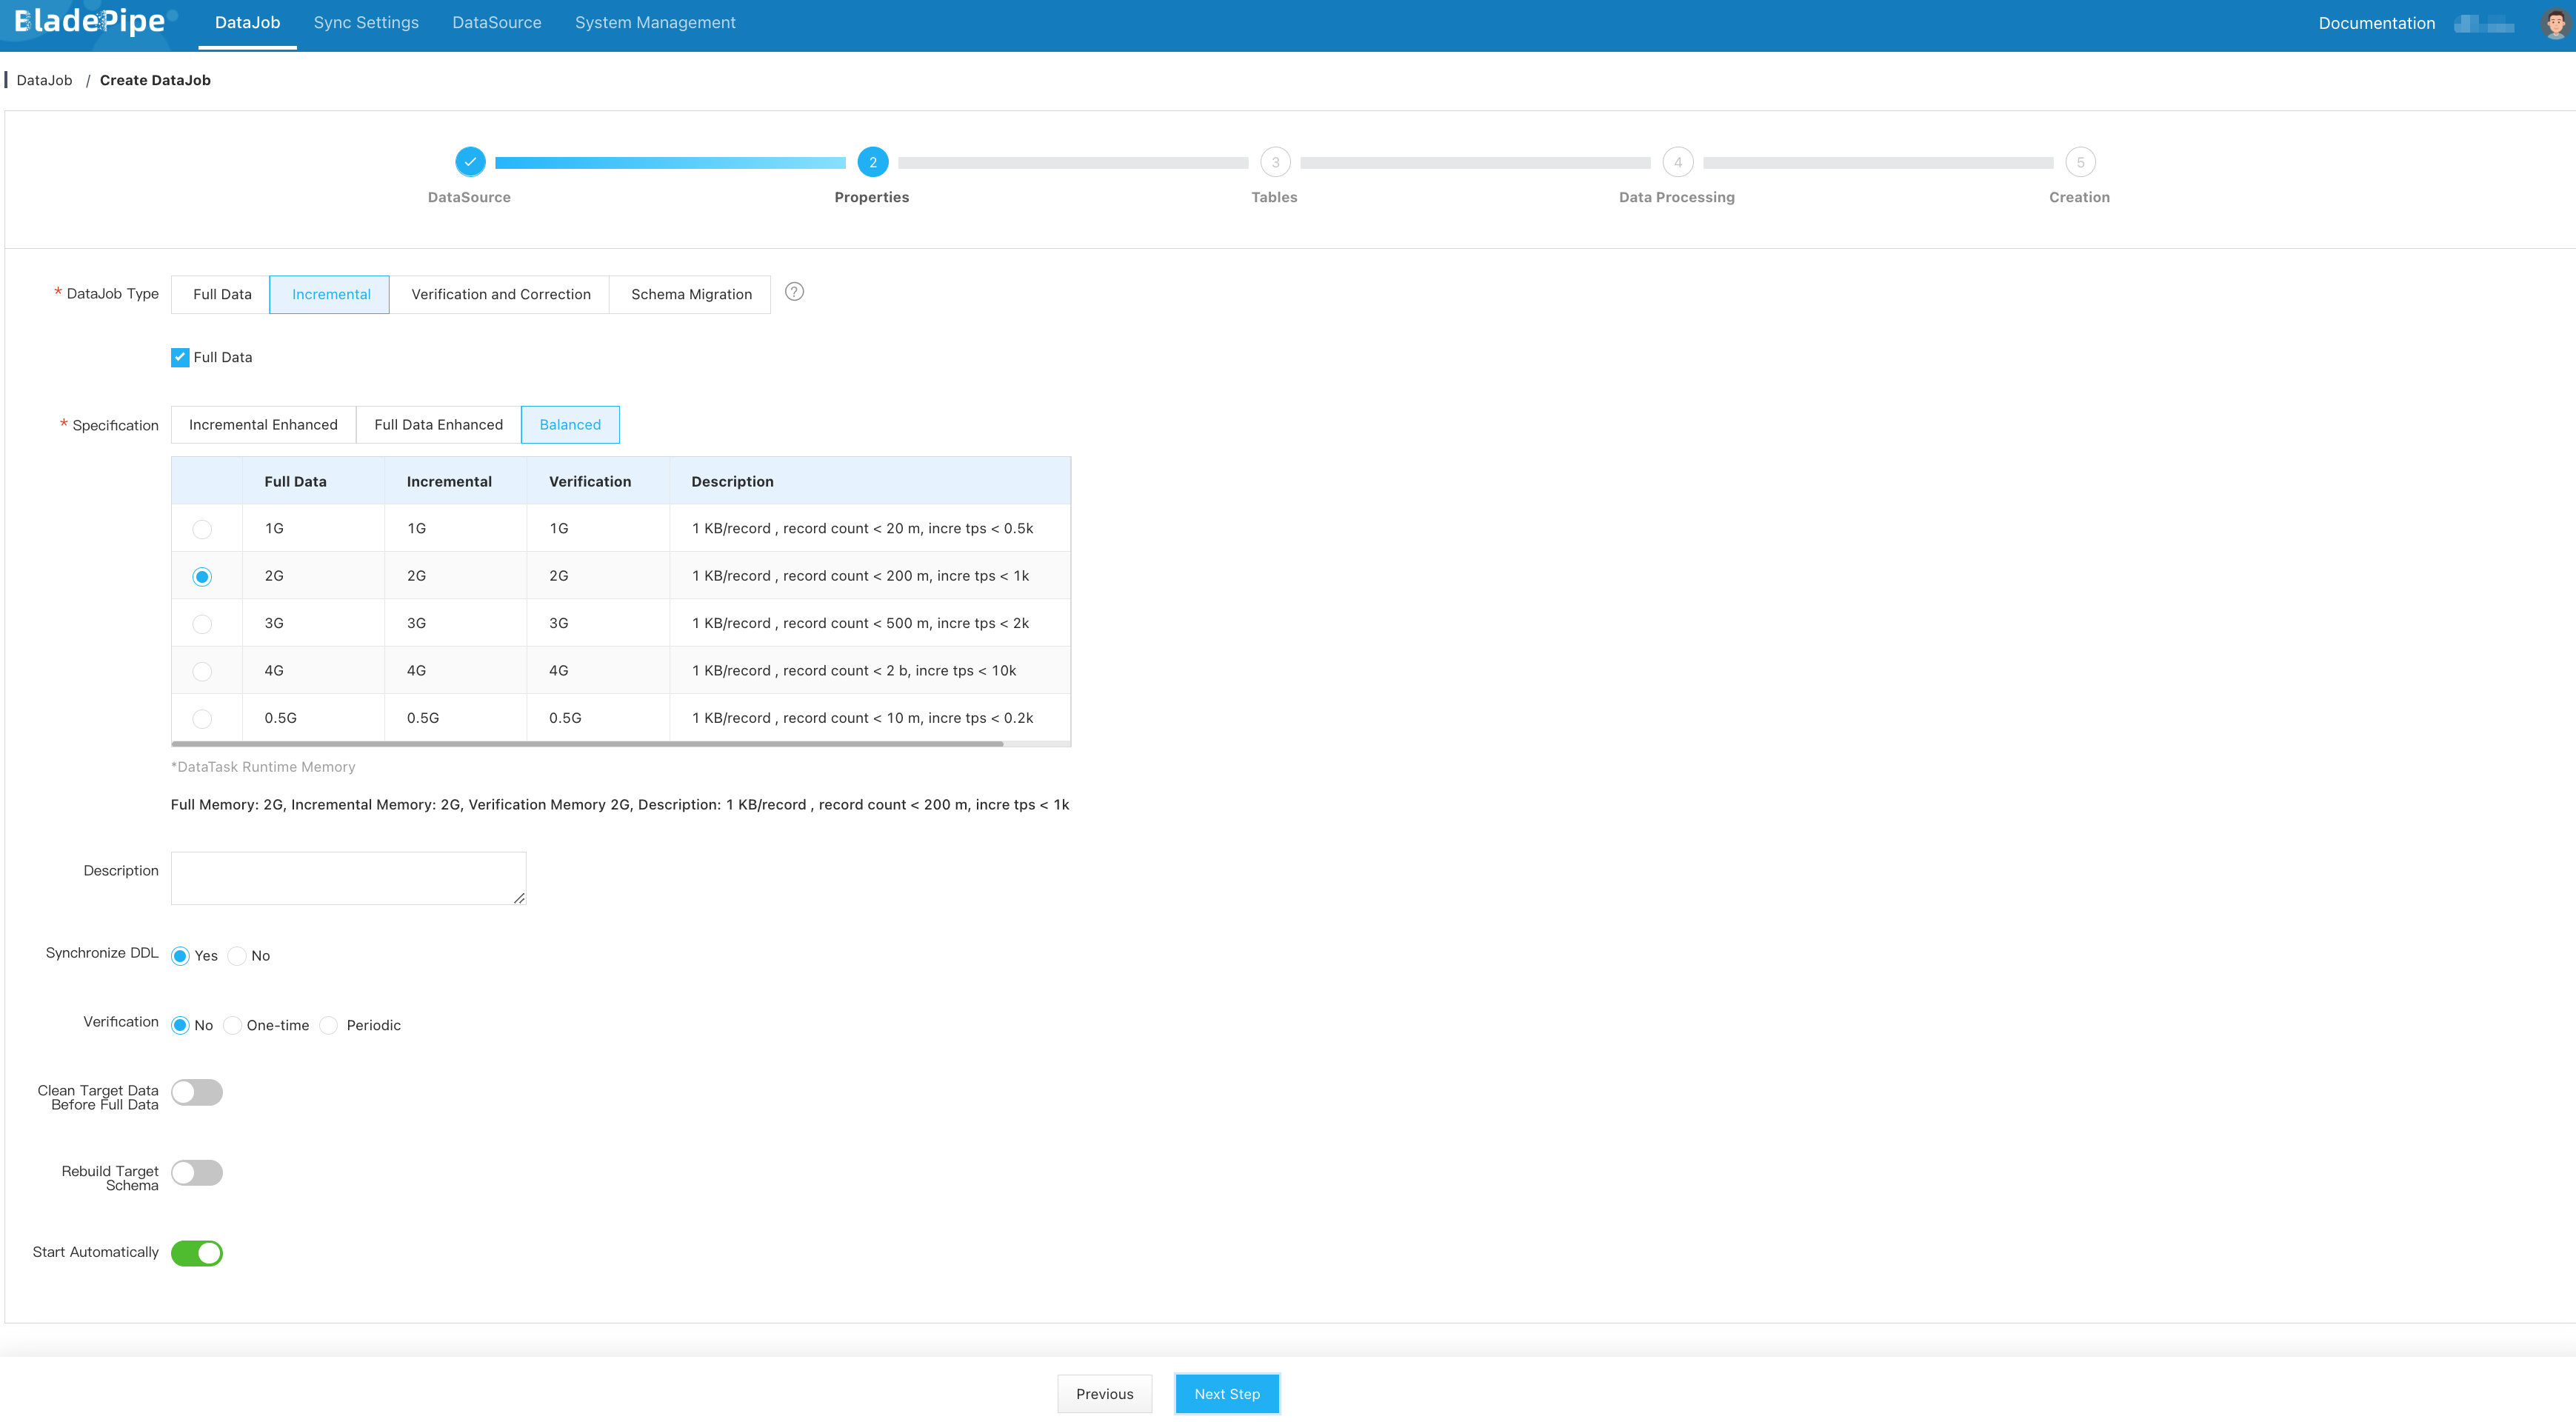 BladePipe DataJob Sync Settings DataSource System Management Documentation
DataJob / Create DataJob
2 3 4 5
DataSource Properties Tables Data Processing Creation
* DataJob Type Full Data Incremental Verification and Correction Schema Migration ?
Full Data
* Specification Incremental Enhanced Full Data Enhanced Balanced
Full Data Incremental Verification Description
1G 1G 1G 1 KB/record , record count < 20 m, incre tps < 0.5k
2G 2G 2G 1 KB/record , record count < 200 m, incre tps < 1k
3G 3G 3G 1 KB/record , record count < 500 m, incre tps < 2k
4G 4G 4G 1 KB/record , record count < 2 b, incre tps < 10k
0.5G 0.5G 0.5G 1 KB/record , record count < 10 m, incre tps < 0.2k
*DataTask Runtime Memory
Full Memory: 2G, Incremental Memory: 2G, Verification Memory 2G, Description: 1 KB/record , record count < 200 m, incre tps < 1k
Description
Synchronize DDL Yes No
Verification No One-time Periodic
Clean Target Data
Before Full Data
Rebuild Target
Schema
Start Automatically
Previous Next Step